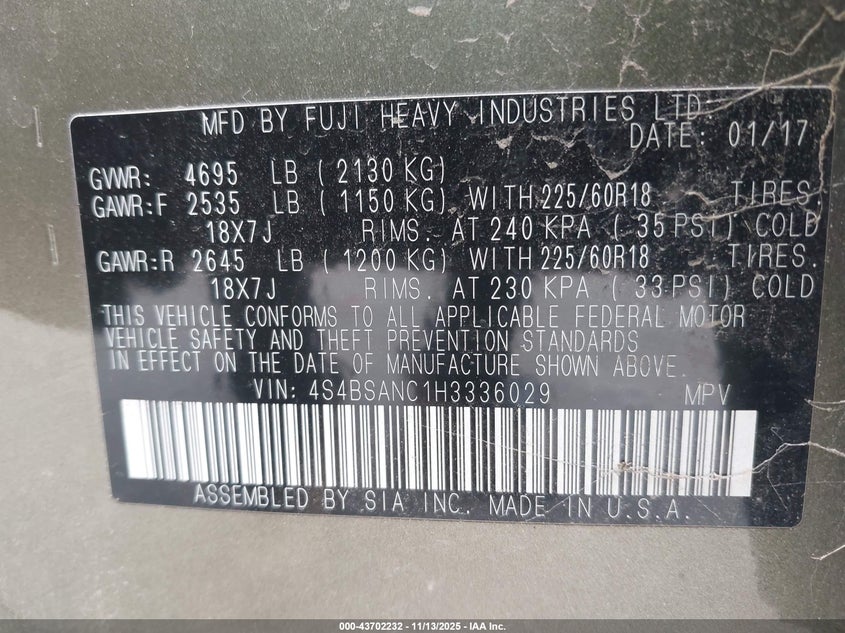 MFD BY FUJI HEAVY INDUSTRIES LTD.
DATE: 01/17
GVWR: 4695 LB ( 2130 KG)
GAWR:F 2535 LB ( 1150 KG) WITH 225/60R18 TIRES.
18X7J RIMS. AT 240 KPA ( 35 PSI) COLD
GAWR:R 2645 LB ( 1200 KG) WITH 225/60R18 TIRES.
18X7J RIMS. AT 230 KPA ( 33 PSI) COLD
THIS VEHICLE CONFORMS TO ALL APPLICABLE FEDERAL MOTOR
VEHICLE SAFETY AND THEFT PREVENTION STANDARDS
IN EFFECT ON THE DATE OF MANUFACTURE SHOWN ABOVE.
VIN: 4S4BSANC1H3336029 MPV
ASSEMBLED BY SIA INC. MADE IN U.S.A.
000-43702232 - 11/13/2025 - IAA Inc.